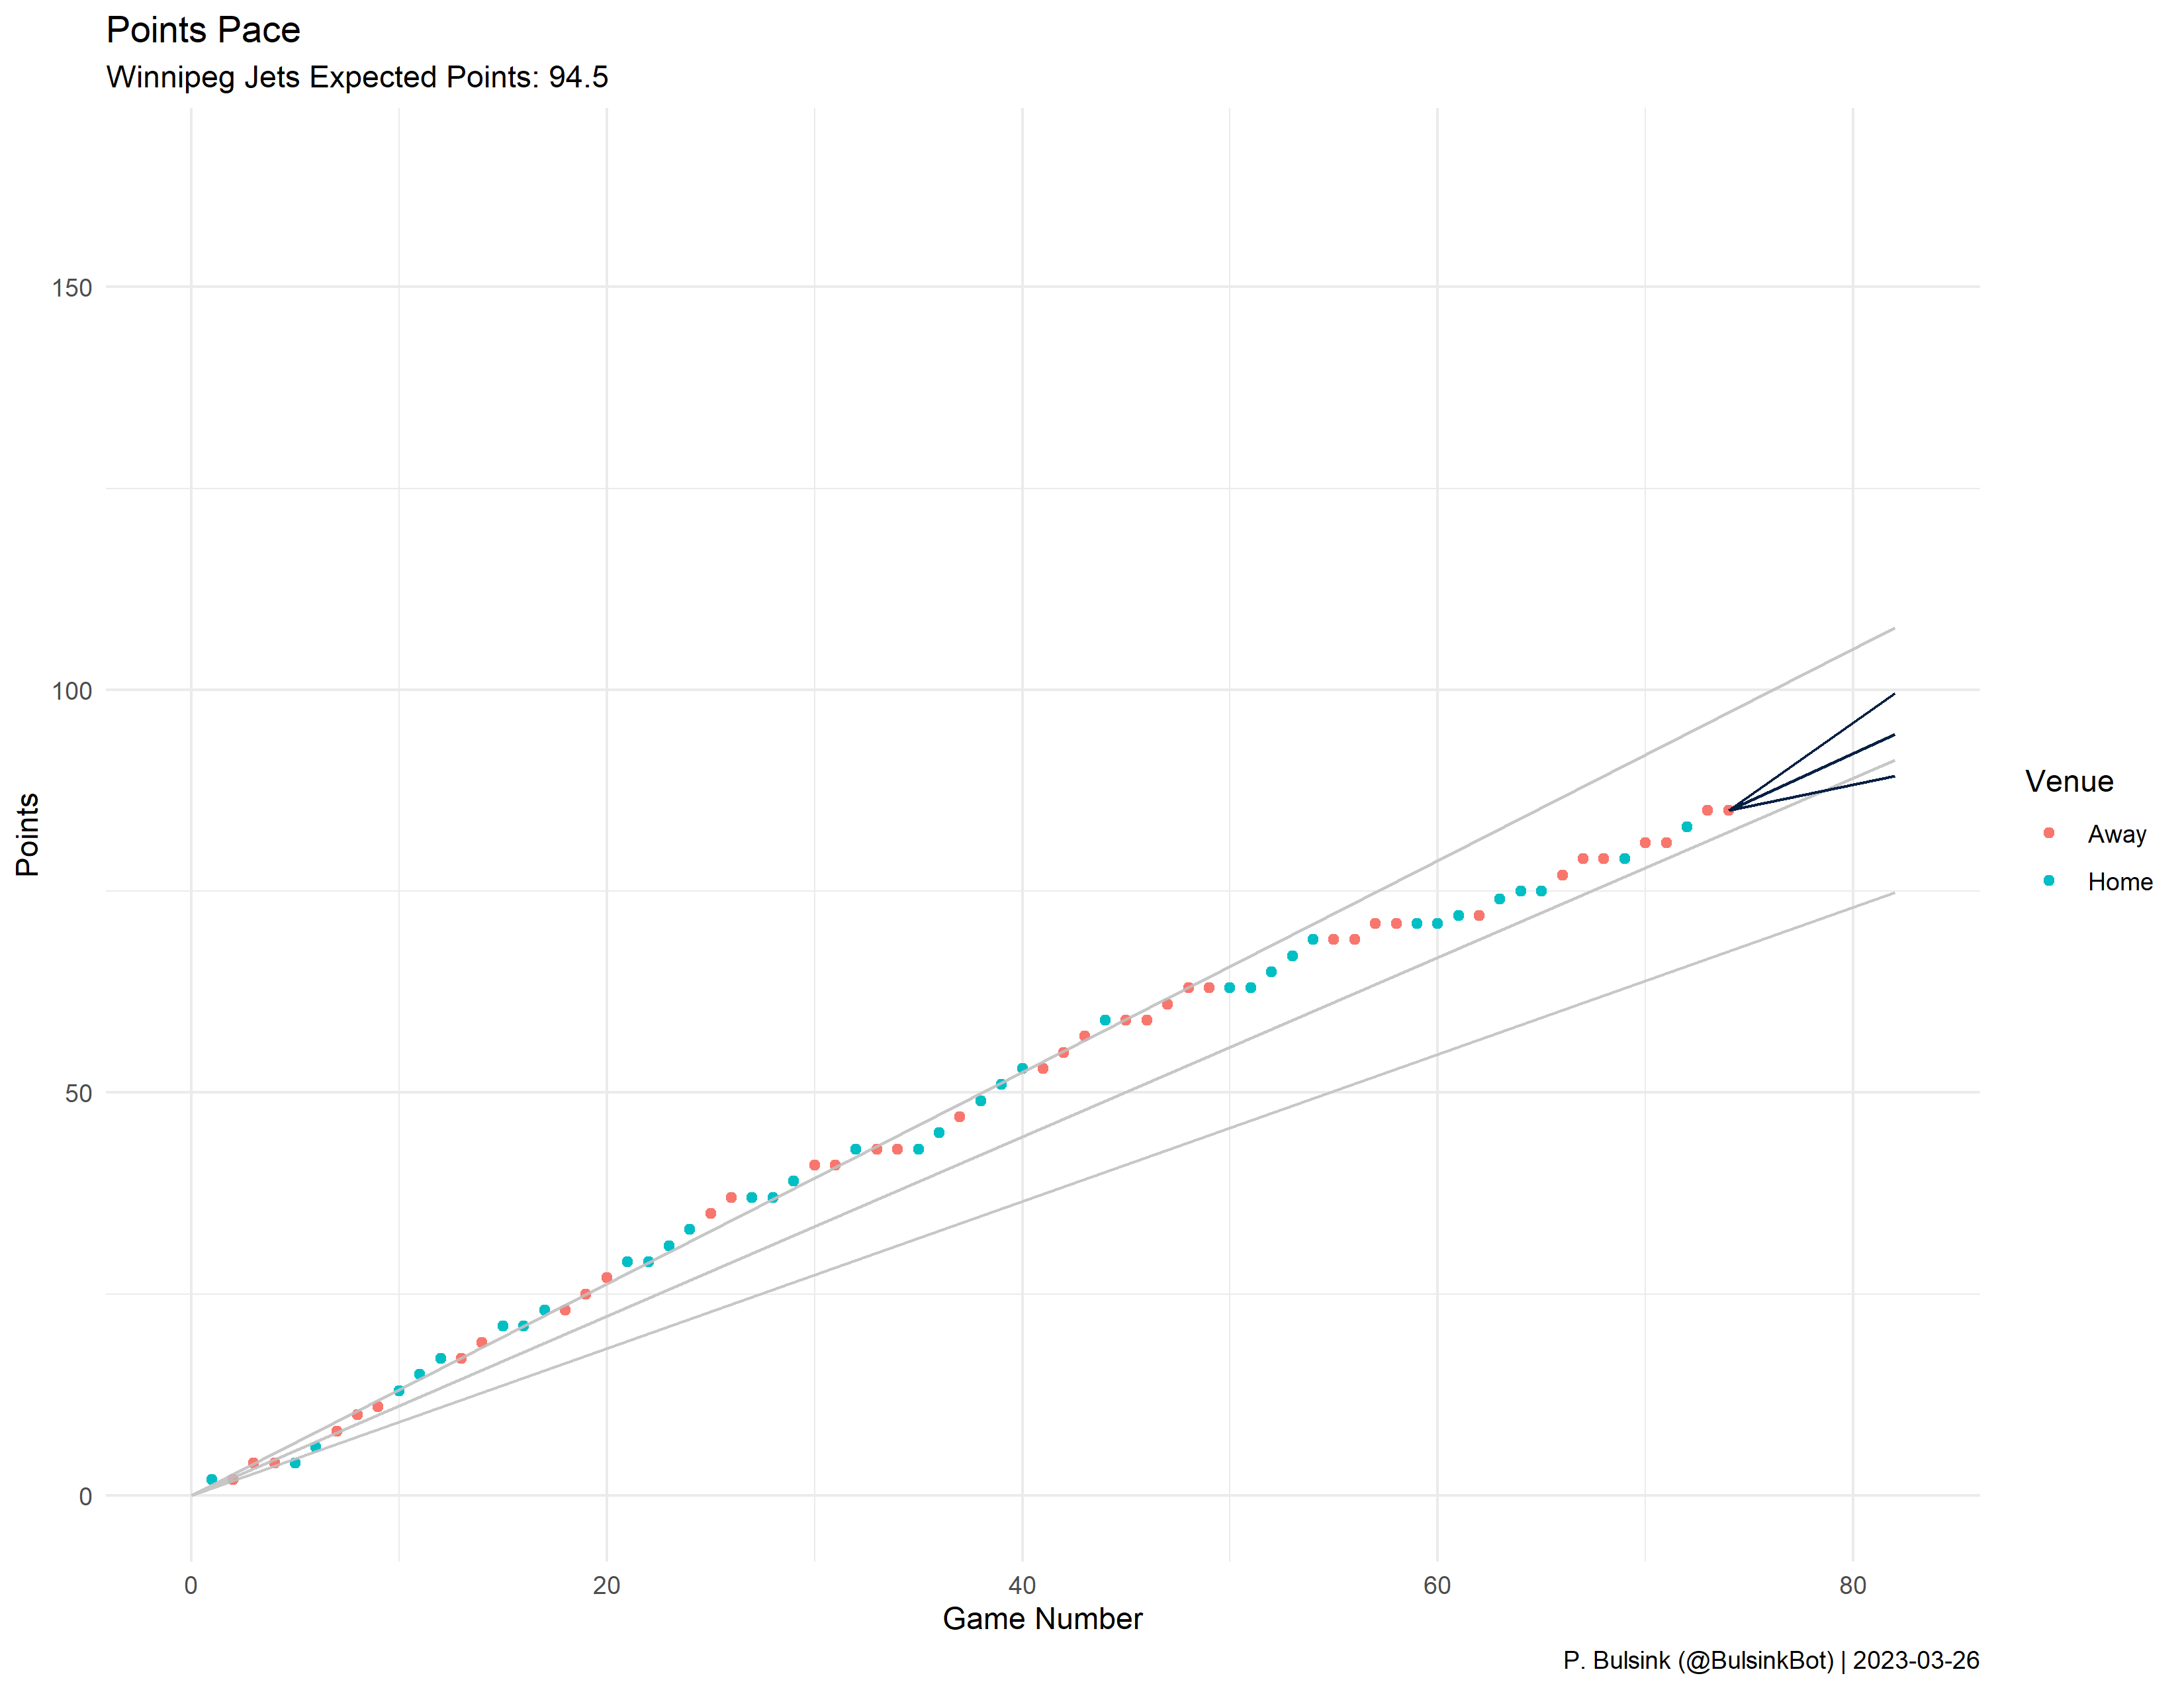 Points Pace
Winnipeg Jets Expected Points: 94.5
150
100
50
0
Points
0 20 40 60 80
Game Number
Venue
Away
Home
P. Bulsink (@BulsinkBot) | 2023-03-26